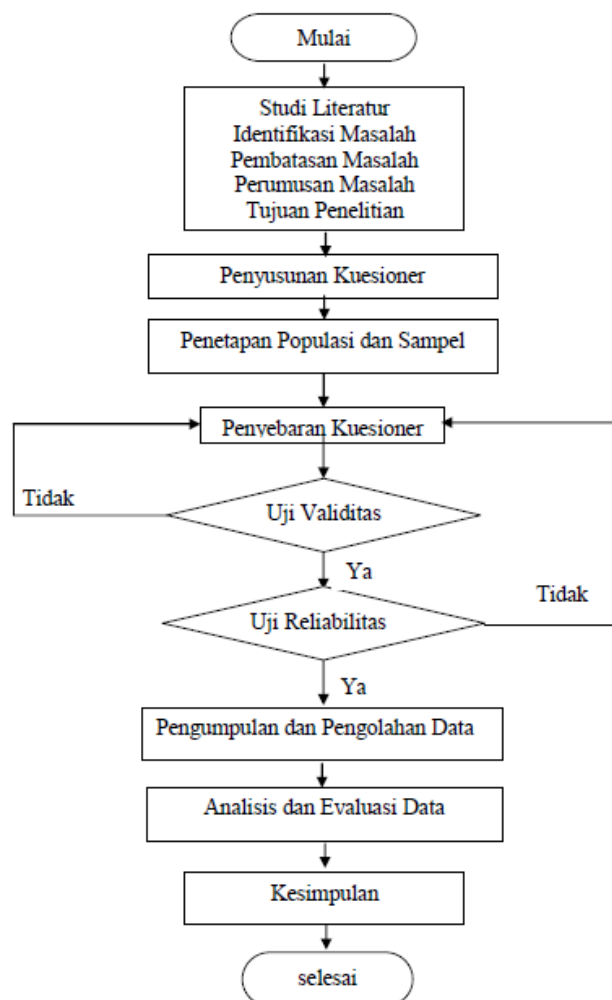 Mulai
Studi Literatur
Identifikasi Masalah
Pembatasan Masalah
Perumusan Masalah
Tujuan Penelitian
Penyusunan Kuesioner
Penetapan Populasi dan Sampel
Penyebaran Kuesioner
Tidak
Uji Validitas
Ya
Tidak
Uji Reliabilitas
Ya
Pengumpulan dan Pengolahan Data
Analisis dan Evaluasi Data
Kesimpulan
selesai